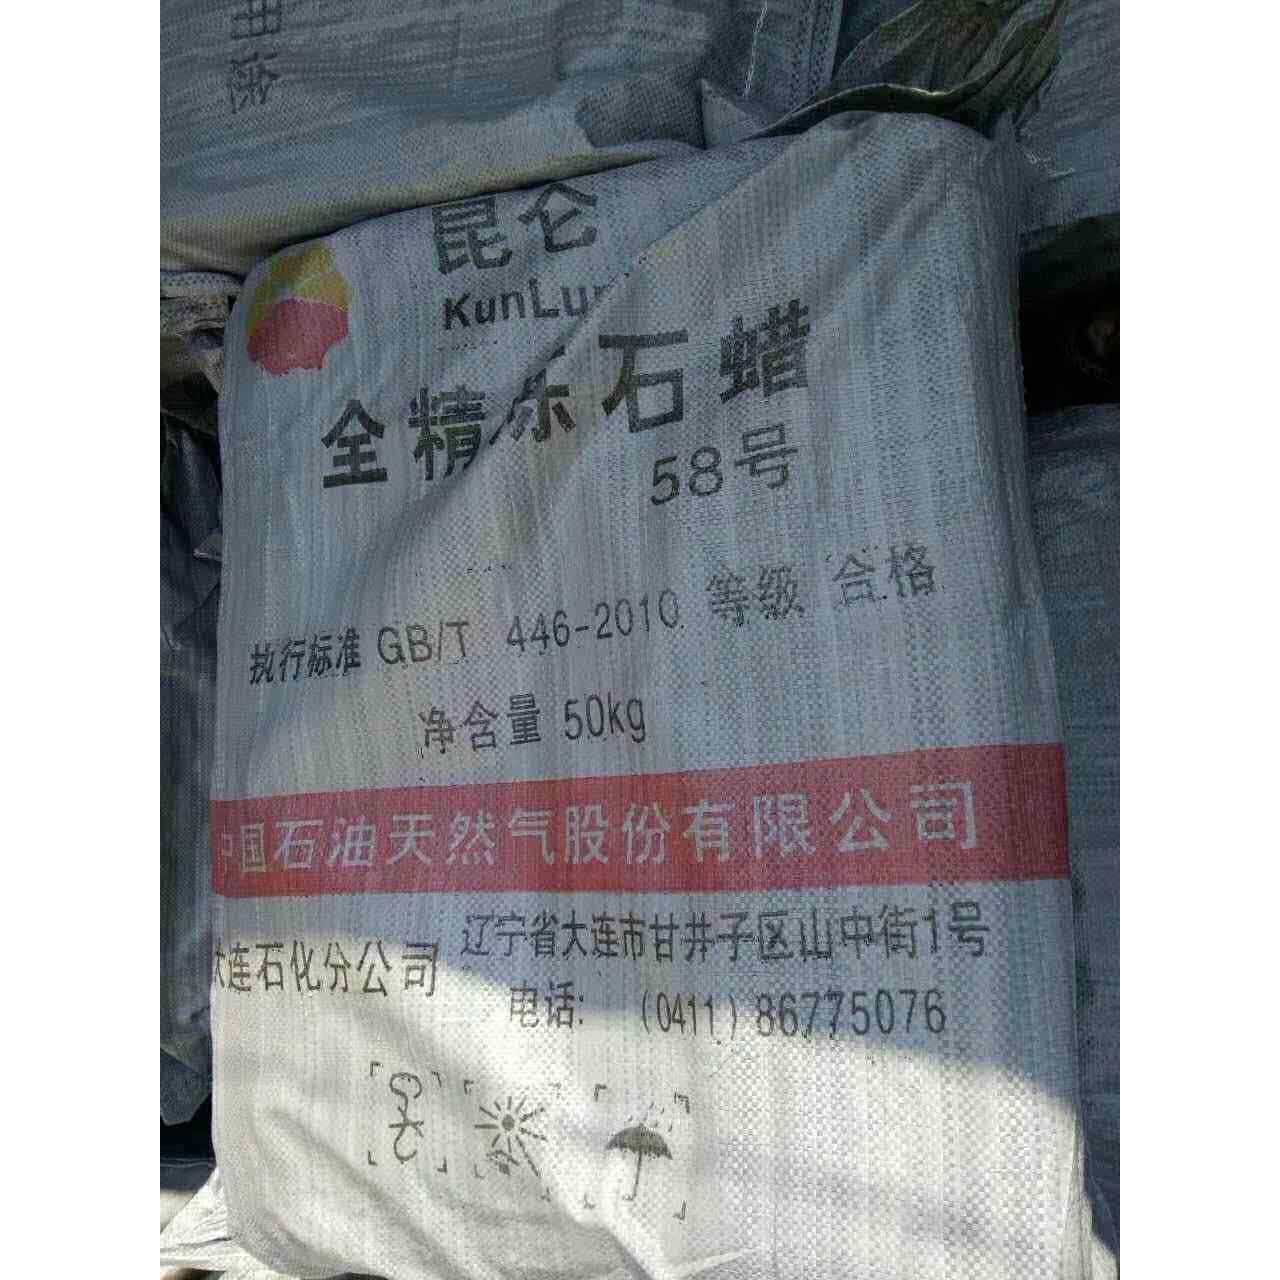 昆仑
KunLun
全精炼石蜡
58号
执行标准 GB/T 446-2010 等级 合格
净含量 50kg
中国石油天然气股份有限公司
大连石化分公司
辽宁省大连市甘井子区山中街1号
电话: (0411) 86775076